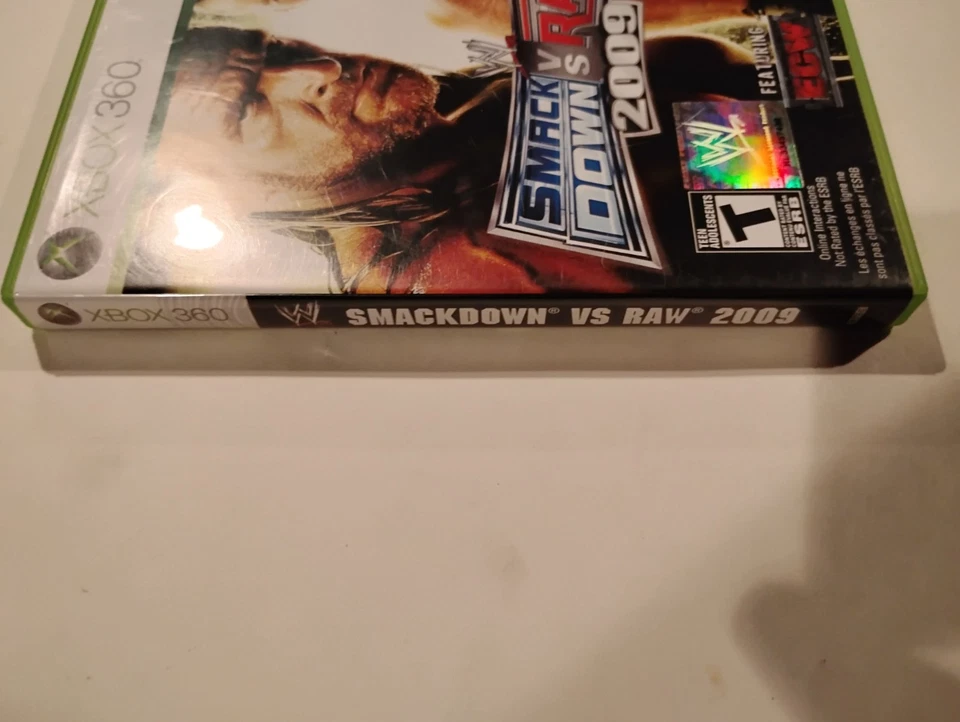 XBOX 360
W
SMACK
DOWN
VS
RAW
2009
FEATURING
ECW
W
TEEN
ADOLESCENTS
T
ESRB
Online Interactions
Not Rated by the ESRB
Les échanges en ligne ne
sont pas classés par l'ESRB
XBOX 360
W SMACKDOWN® VS RAW® 2009